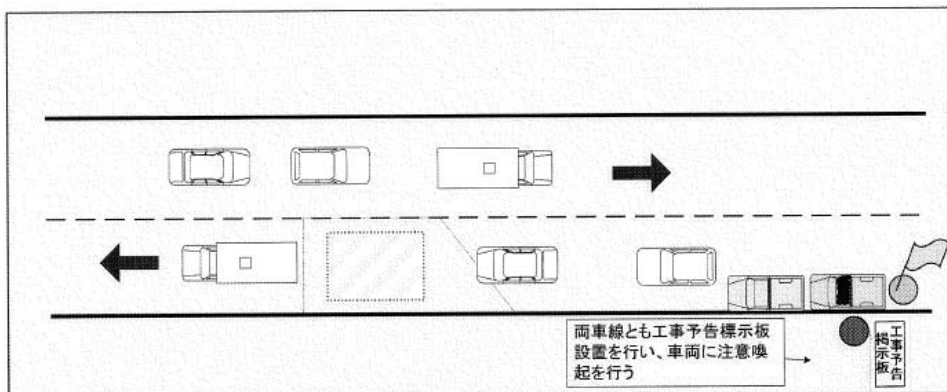 両車線とも工事予告標示板
設置を行い、車両に注意喚
起を行う
工事予告
掲示板